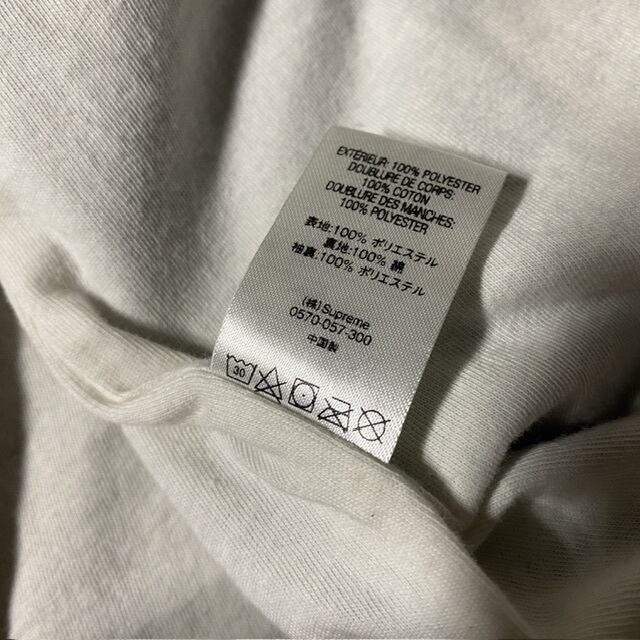 EXTÉRIEUR: 100% POLYESTER
DOUBLURE DE CORPS:
100% COTON
DOUBLURE DES MANCHES:
100% POLYESTER
表地:100% ポリエステル
裏地:100% 綿
袖裏:100% ポリエステル
(株)Supreme
0570-057-300
中国製
30